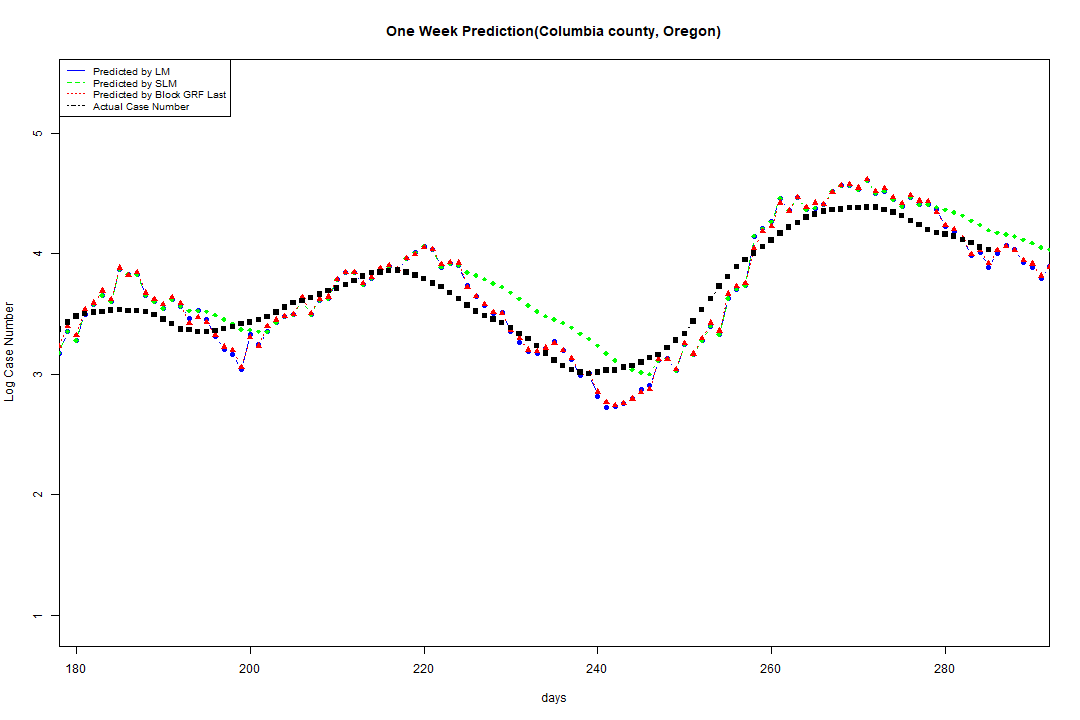 One Week Prediction(Columbia county, Oregon)
Predicted by LM
Predicted by SLM
Predicted by Block GRF Last
Actual Case Number
5
4
3
2
1
Log Case Number
180 200 220 240 260 280
days